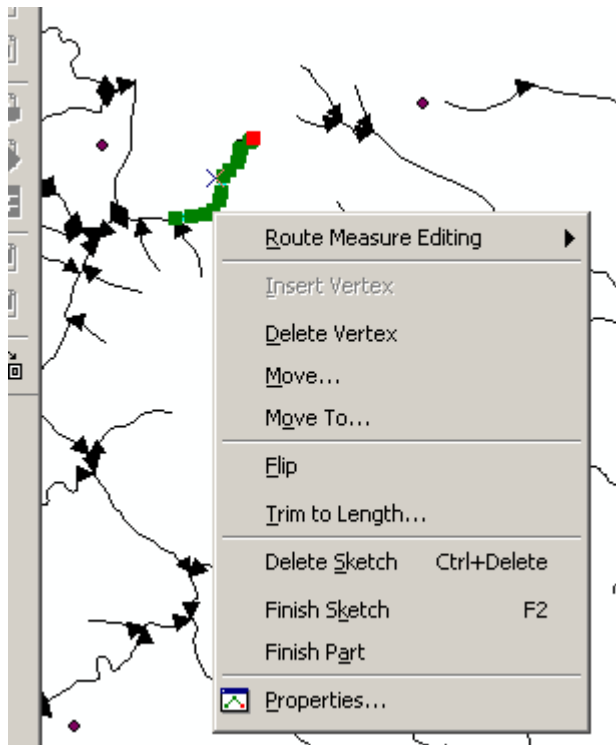 Route Measure Editing
Insert Vertex
Delete Vertex
Move...
Move To...
Flip
Trim to Length...
Delete Sketch Ctrl+Delete
Finish Sketch F2
Finish Part
Properties...